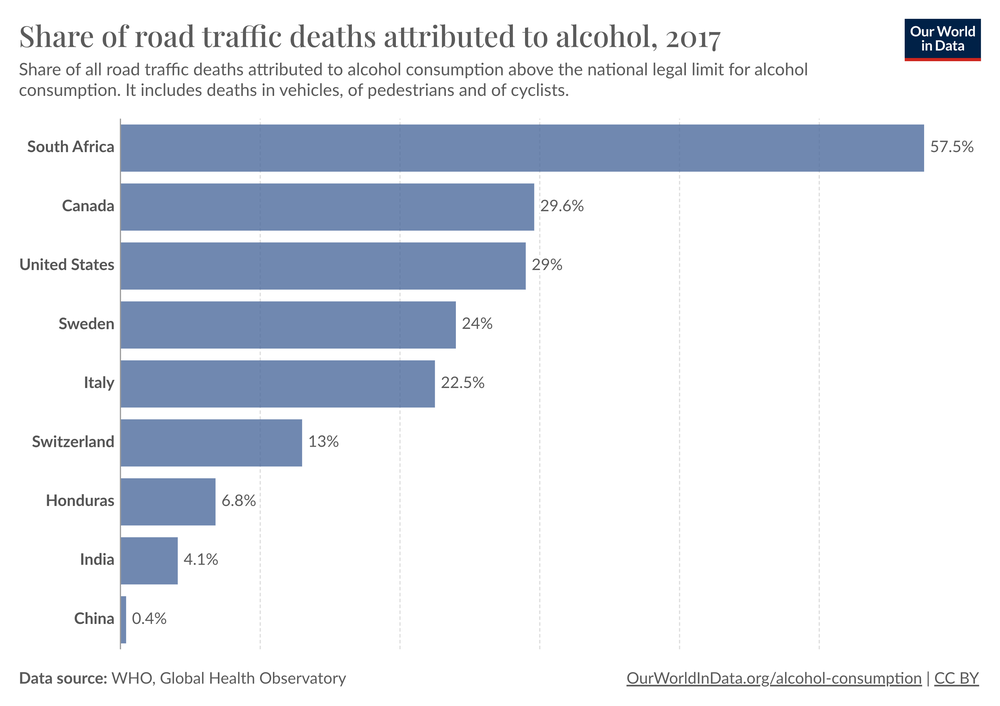 Share of road traffic deaths attributed to alcohol, 2017
Our World
in Data
Share of all road traffic deaths attributed to alcohol consumption above the national legal limit for alcohol
consumption. It includes deaths in vehicles, of pedestrians and of cyclists.
South Africa 57.5%
Canada 29.6%
United States 29%
Sweden 24%
Italy 22.5%
Switzerland 13%
Honduras 6.8%
India 4.1%
China 0.4%
Data source: WHO, Global Health Observatory
OurWorldInData.org/alcohol-consumption | CC BY